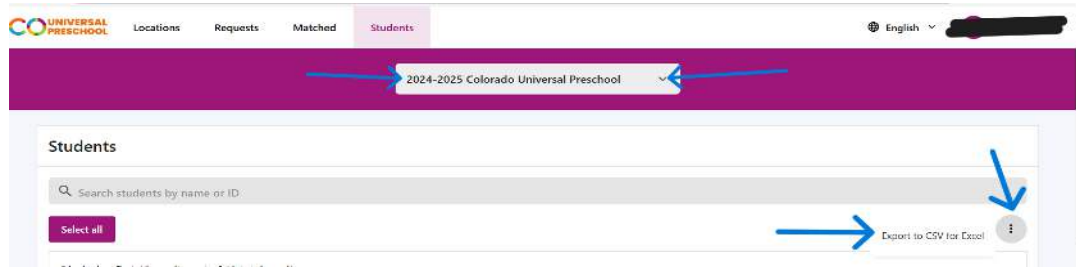 UNIVERSAL
PRESCHOOL
Locations Requests Matched Students English
2024-2025 Colorado Universal Preschool
Students
Search students by name or ID
Select all
Export to CSV for Excel